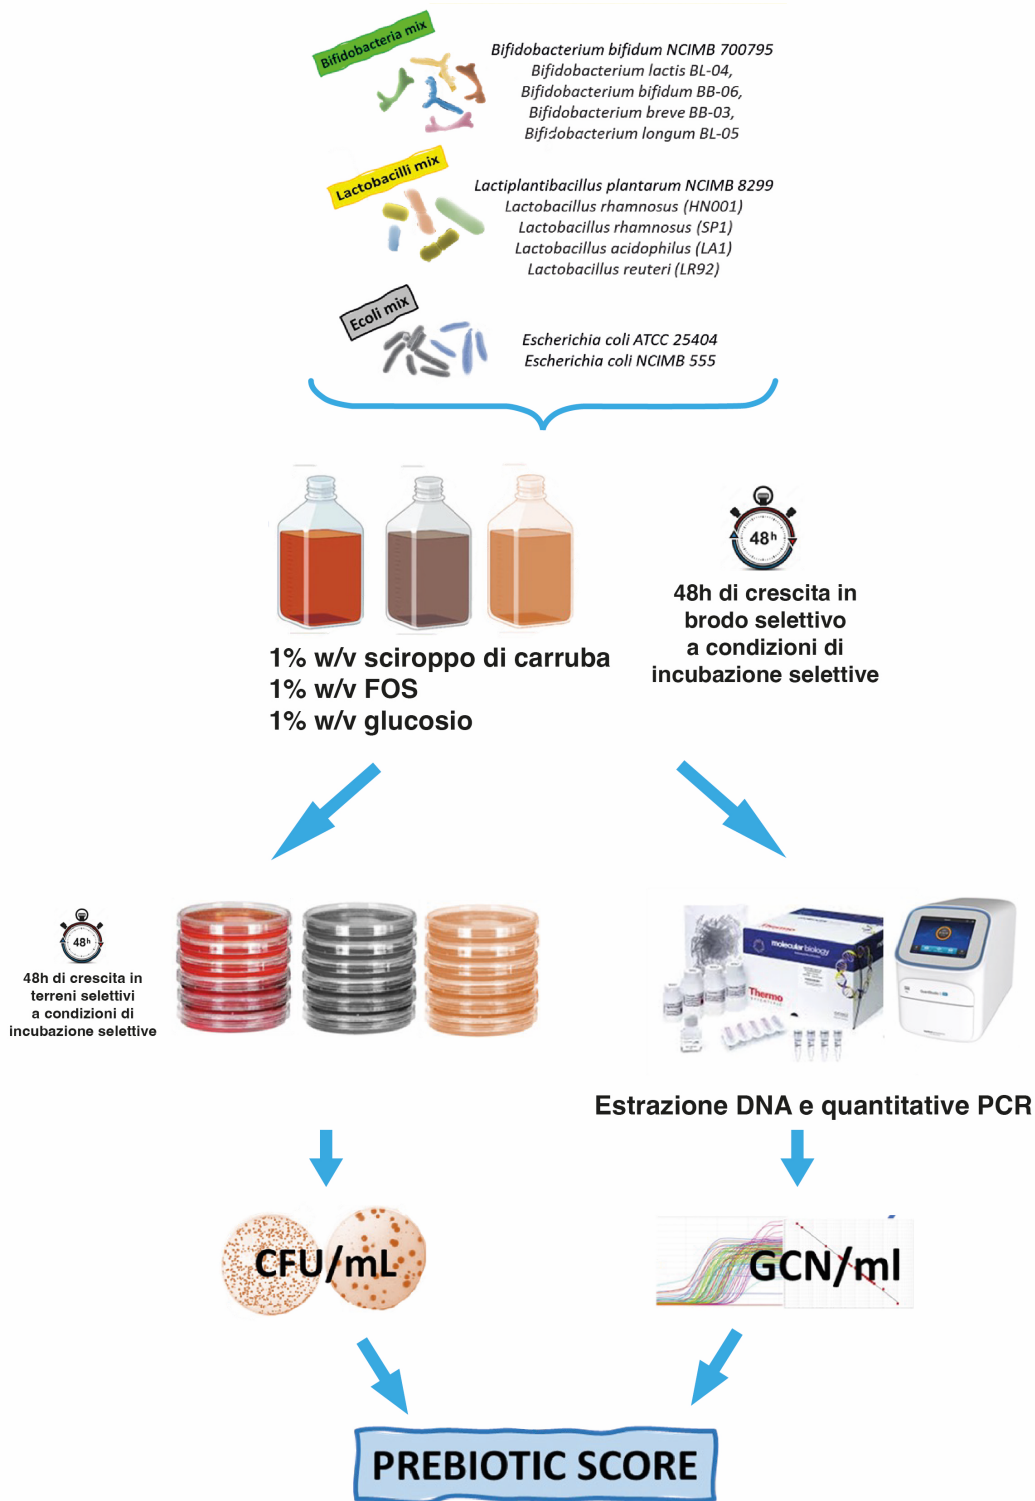 Bifidobacteria mix
Bifidobacterium bifidum NCIMB 700795
Bifidobacterium lactis BL-04,
Bifidobacterium bifidum BB-06,
Bifidobacterium breve BB-03,
Bifidobacterium longum BL-05
Lactobacilli mix
Lactiplantibacillus plantarum NCIMB 8299
Lactobacillus rhamnosus (HN001)
Lactobacillus rhamnosus (SP1)
Lactobacillus acidophilus (LA1)
Lactobacillus reuteri (LR92)
Ecoli mix
Escherichia coli ATCC 25404
Escherichia coli NCIMB 555
48h
48h di crescita in
brodo selettivo
a condizioni di
incubazione selettive
1% w/v sciroppo di carruba
1% w/v FOS
1% w/v glucosio
48h
48h di crescita in
terreni selettivi
a condizioni di
incubazione selettive
molecular biology
Thermo
SCIENTIFIC
Estrazione DNA e quantitative PCR
CFU/mL
GCN/ml
PREBIOTIC SCORE